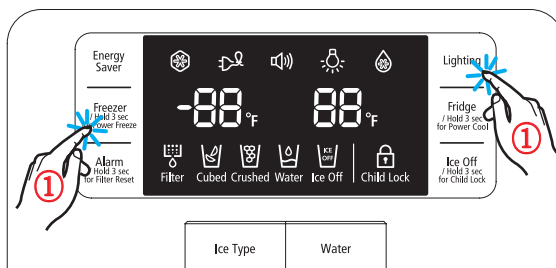 Energy
Saver
Lighting
-88°F
88°F
Freezer
/ Hold 3 sec
Power Freeze
Fridge
/ Hold 3 sec
for Power Cool
ICE
OFF
Filter Cubed Crushed Water Ice Off Child Lock
Alarm
Hold 3 sec
for Filter Reset
Ice Off
/ Hold 3 sec
for Child Lock
①
①
Ice Type
Water